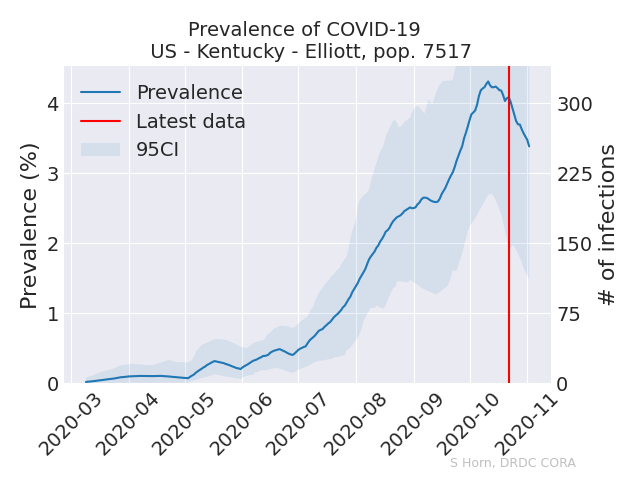 Prevalence of COVID-19
US - Kentucky - Elliott, pop. 7517
Prevalence
Latest data
95CI
Prevalence (%)
4
3
2
1
0
300
225
150
75
0
# of infections
2020-03
2020-04
2020-05
2020-06
2020-07
2020-08
2020-09
2020-10
2020-11
S Horn, DRDC CORA